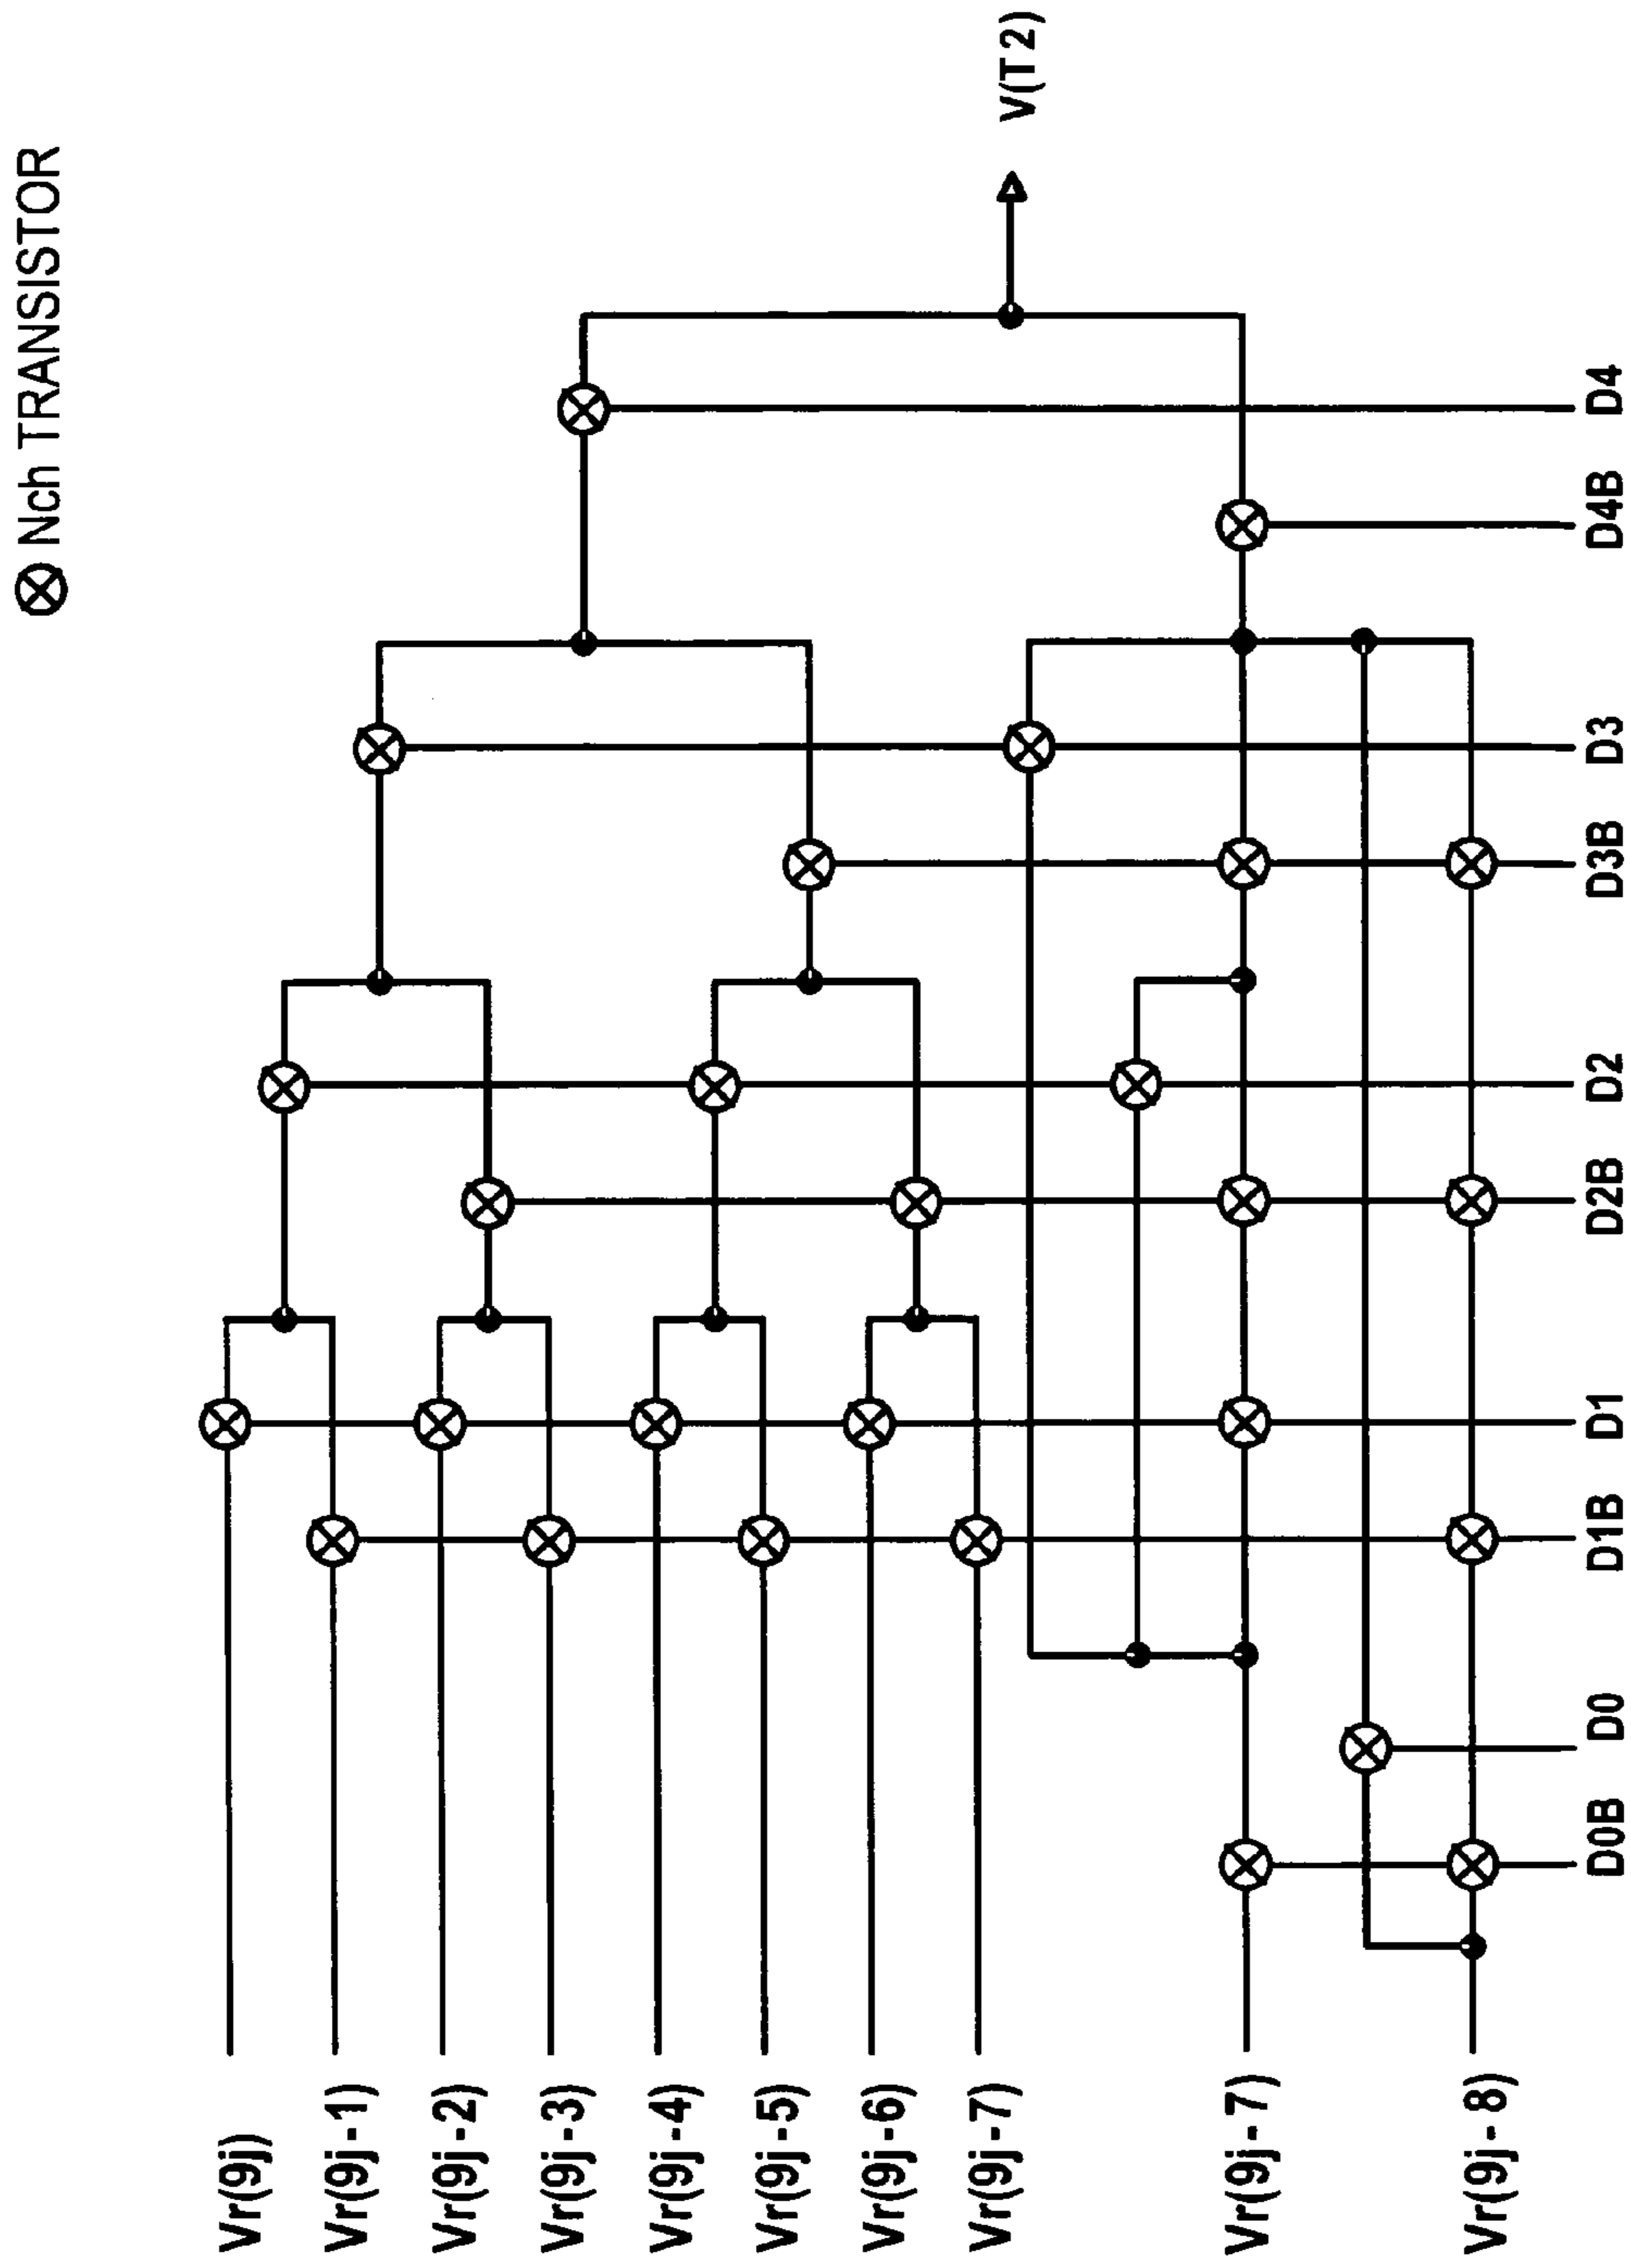 Nch TRANSISTOR
V(T2)
Vr(9j)
Vr(9j-1)
Vr(9j-2)
Vr(9j-3)
Vr(9j-4)
Vr(9j-5)
Vr(9j-6)
Vr(9j-7)
Vr(9j-7)
Vr(9j-8)
D0B
D0
D1B
D1
D2B
D2
D3B
D3
D4B
D4